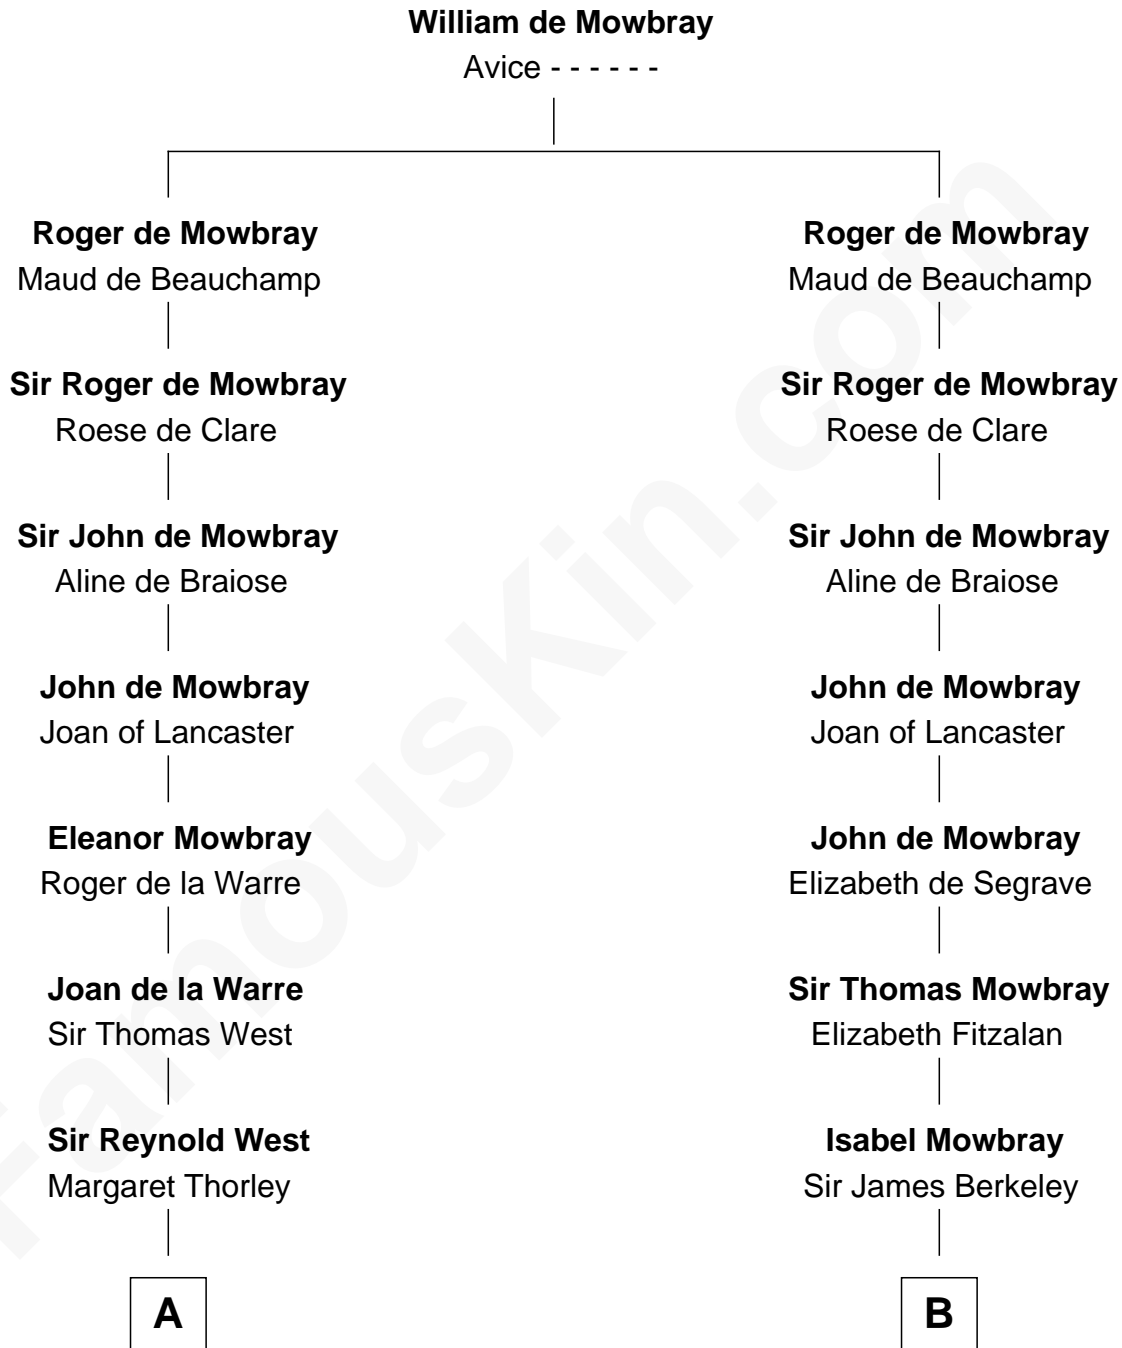 William de Mowbray
Avice - - - - - -
Roger de Mowbray
Maud de Beauchamp
Sir Roger de Mowbray
Roese de Clare
Sir John de Mowbray
Aline de Braiose
John de Mowbray
Joan of Lancaster
Eleanor Mowbray
Roger de la Warre
Joan de la Warre
Sir Thomas West
Sir Reynold West
Margaret Thorley
A
Roger de Mowbray
Maud de Beauchamp
Sir Roger de Mowbray
Roese de Clare
Sir John de Mowbray
Aline de Braiose
John de Mowbray
Joan of Lancaster
John de Mowbray
Elizabeth de Segrave
Sir Thomas Mowbray
Elizabeth Fitzalan
Isabel Mowbray
Sir James Berkeley
B
FamousKin.com